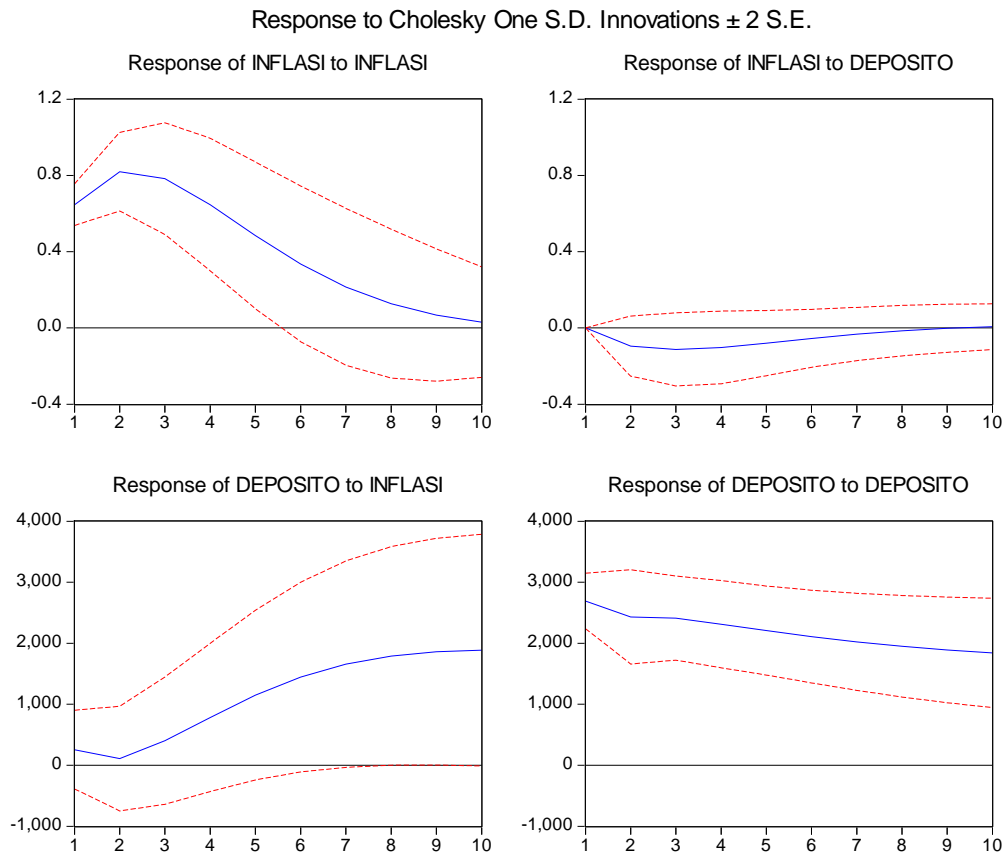 Response to Cholesky One S.D. Innovations ± 2 S.E.
Response of INFLASI to INFLASI
1.2
0.8
0.4
0.0
-0.4
1 2 3 4 5 6 7 8 9 10
Response of INFLASI to DEPOSITO
1.2
0.8
0.4
0.0
-0.4
1 2 3 4 5 6 7 8 9 10
Response of DEPOSITO to INFLASI
4,000
3,000
2,000
1,000
0
-1,000
1 2 3 4 5 6 7 8 9 10
Response of DEPOSITO to DEPOSITO
4,000
3,000
2,000
1,000
0
-1,000
1 2 3 4 5 6 7 8 9 10